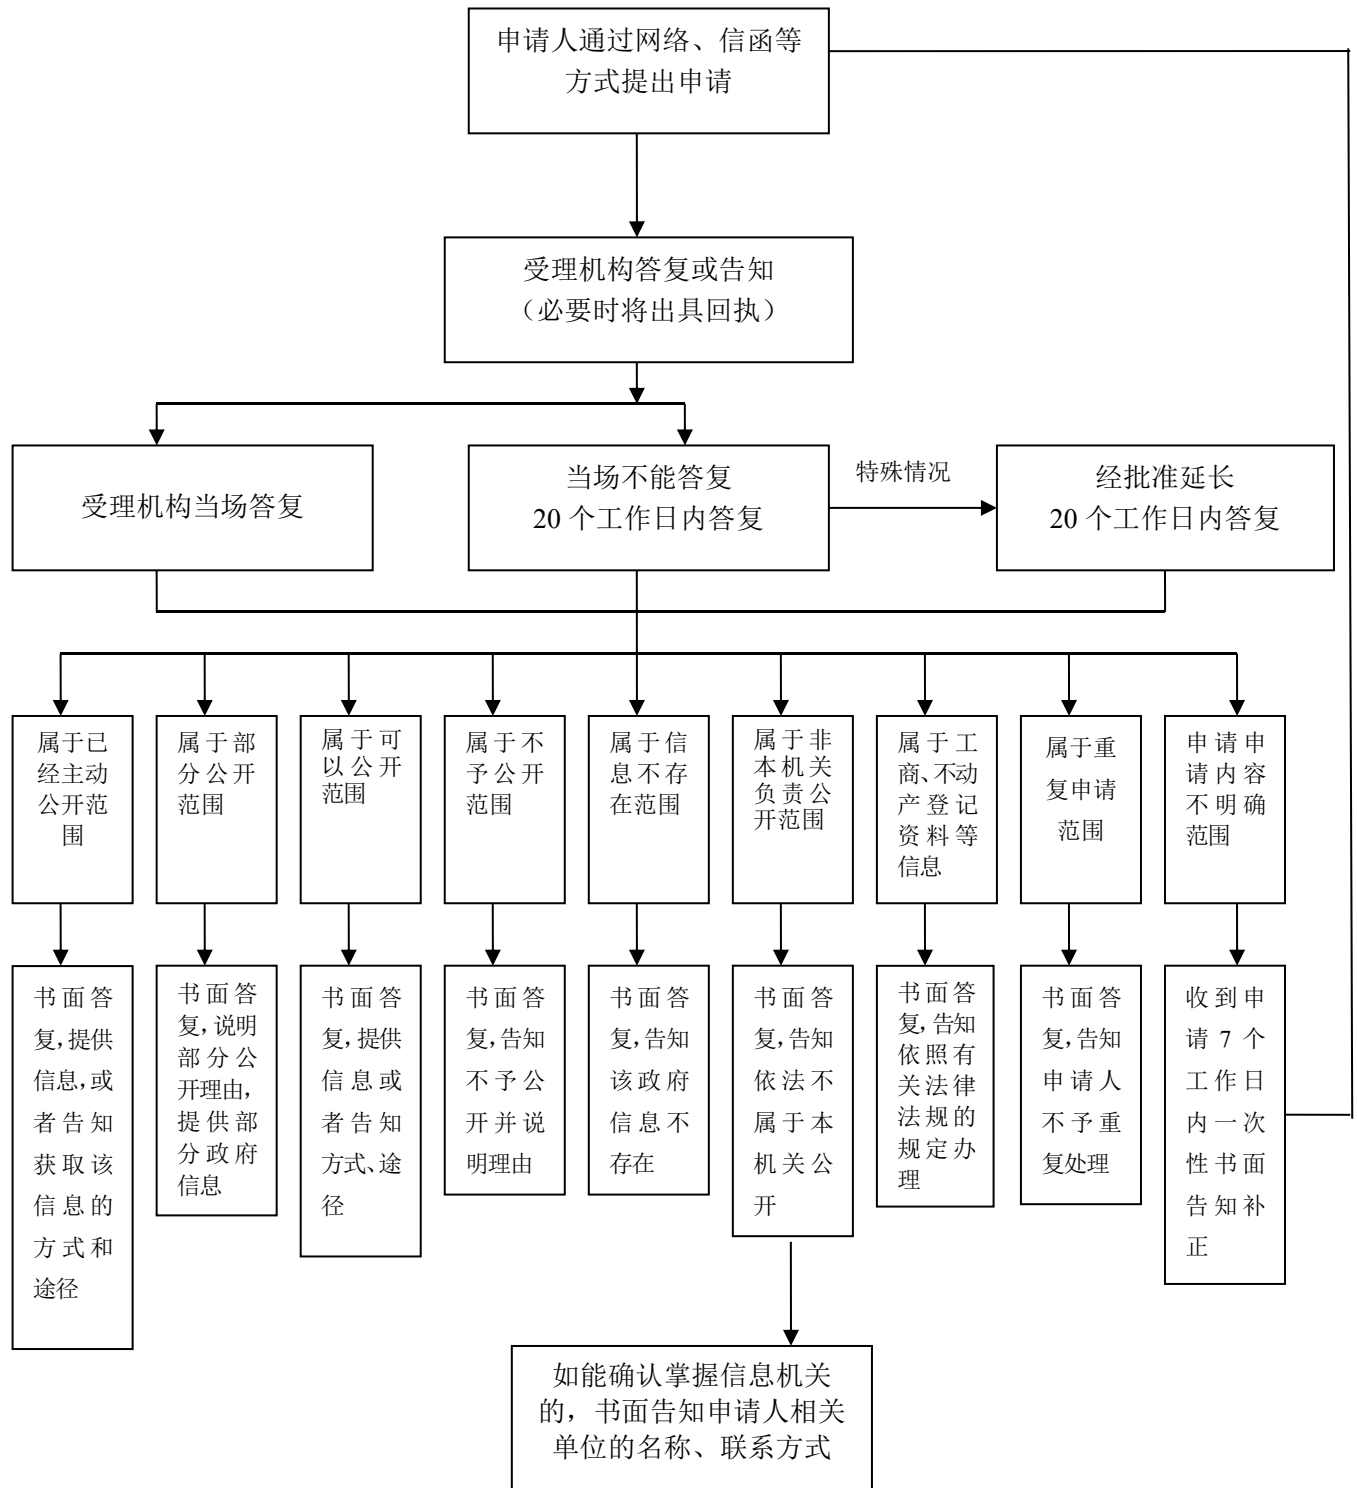 申请人通过网络、信函等
方式提出申请
受理机构答复或告知
（必要时将出具回执）
受理机构当场答复
当场不能答复
20 个工作日内答复
特殊情况
经批准延长
20 个工作日内答复
属于已
经主动
公开范
围
属于部
分公开
范围
属于可
以公开
范围
属于不
予公开
范围
属于信
息不存
在范围
属于非
本机关
负责公
开范围
属于工
商、不动
产登记
资料等
信息
属于重
复申请
范围
申请申
请内容
不明确
范围
书面答
复,提供
信息,或
者告知
获取该
信息的
方式和
途径
书面答
复,说明
部分公
开理由,
提供部
分政府
信息
书面答
复,提供
信息或
者告知
方式、途
径
书面答
复,告知
不予公
开并说
明理由
书面答
复,告知
该政府
信息不
存在
书面答
复,告知
依法不
属于本
机关公
开
书面答
复,告知
依照有
关法律
法规的
规定办
理
书面答
复,告知
申请人
不予重
复处理
收到申
请 7 个
工作日
内一次
性书面
告知补
正
如能确认掌握信息机关
的，书面告知申请人相关
单位的名称、联系方式